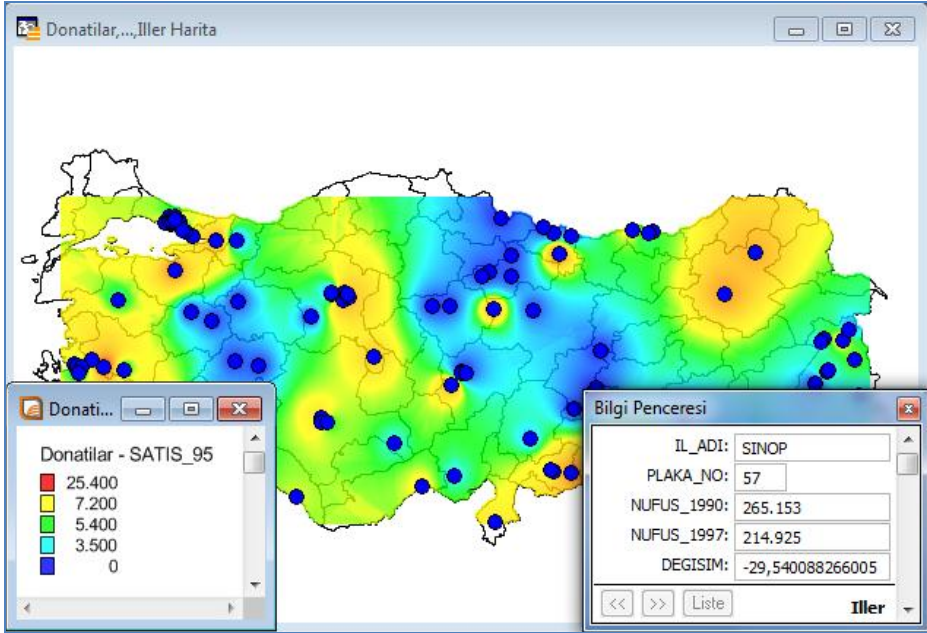 Donatilar,...,Iller Harita
Donati...
Donatilar - SATIS_95
25.400
7.200
5.400
3.500
0
Bilgi Penceresi
IL_ADI: SINOP
PLAKA_NO: 57
NUFUS_1990: 265.153
NUFUS_1997: 214.925
DEGISIM: -29,540088266005
<< >> Liste Iller